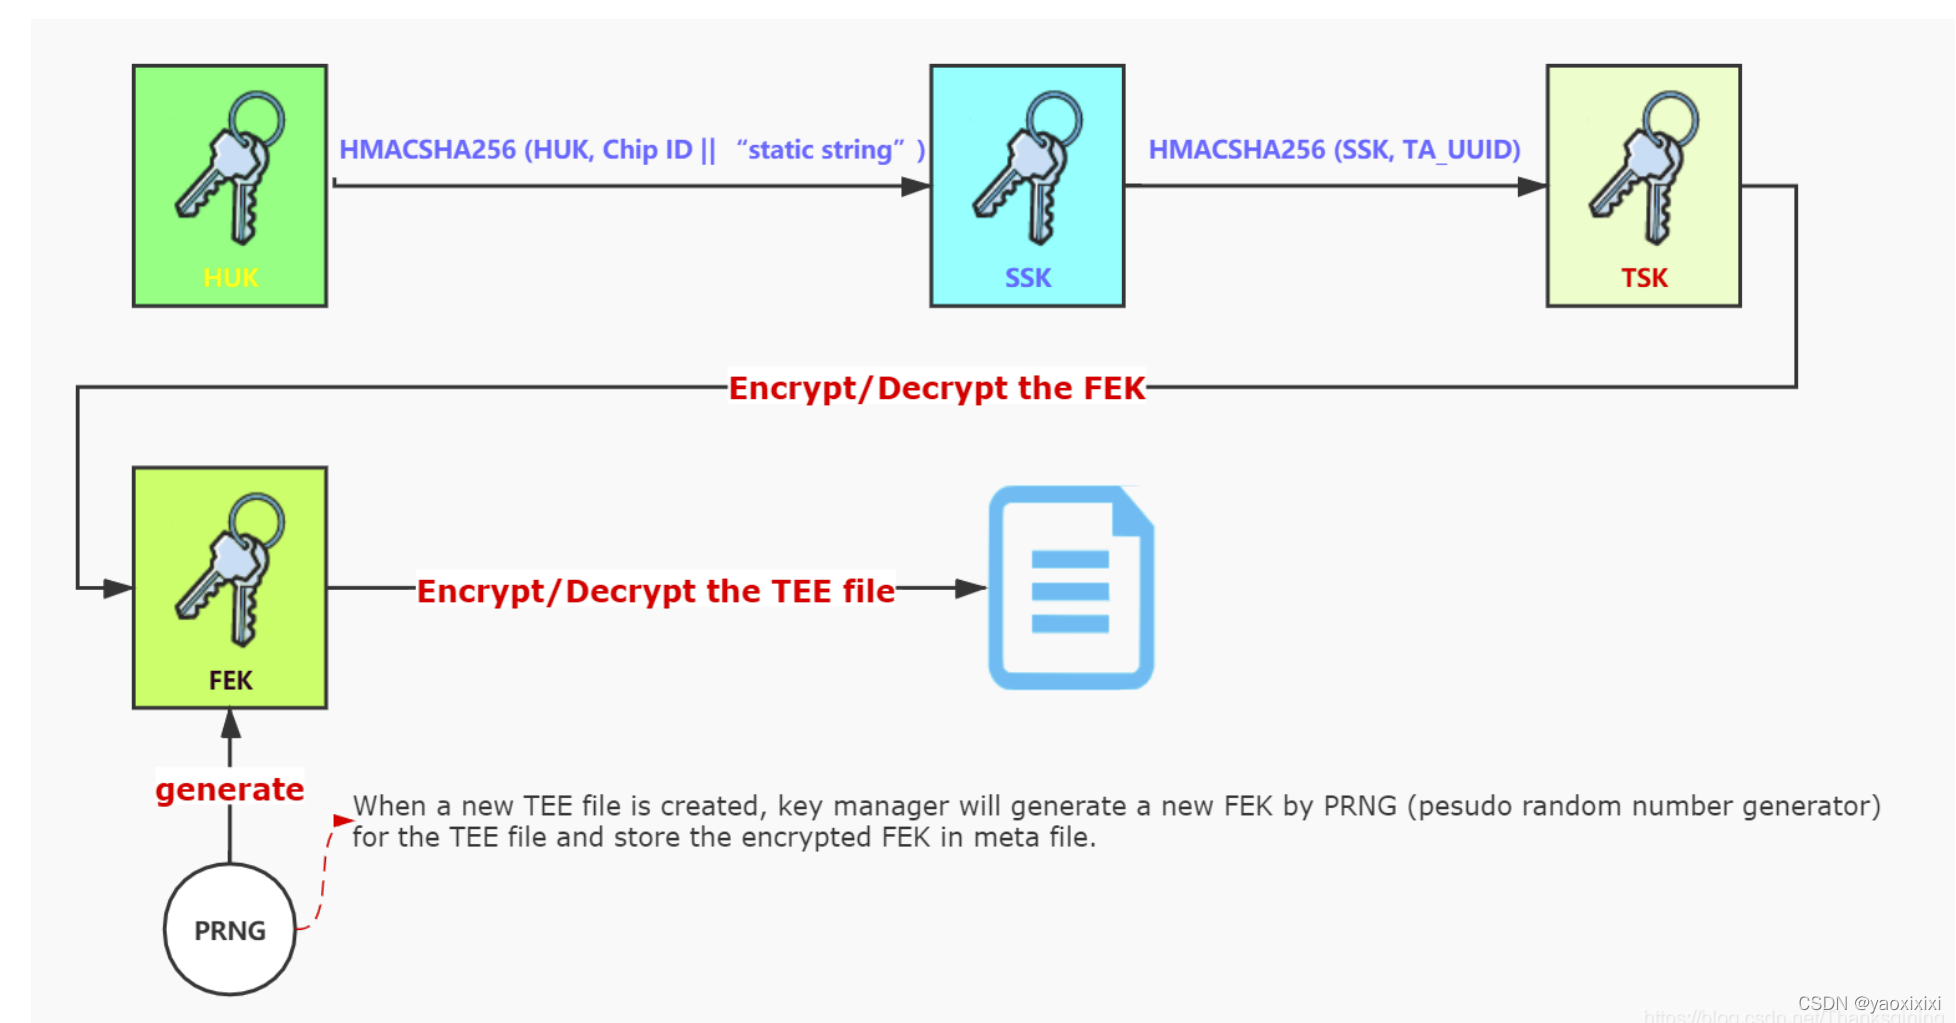 HMACSHA256 (HUK, Chip ID || “static string” )
HMACSHA256 (SSK, TA_UUID)
HUK
SSK
TSK
Encrypt/Decrypt the FEK
Encrypt/Decrypt the TEE file
FEK
generate
When a new TEE file is created, key manager will generate a new FEK by PRNG (pesudo random number generator)
for the TEE file and store the encrypted FEK in meta file.
PRNG
CSDN @yaoxixixi